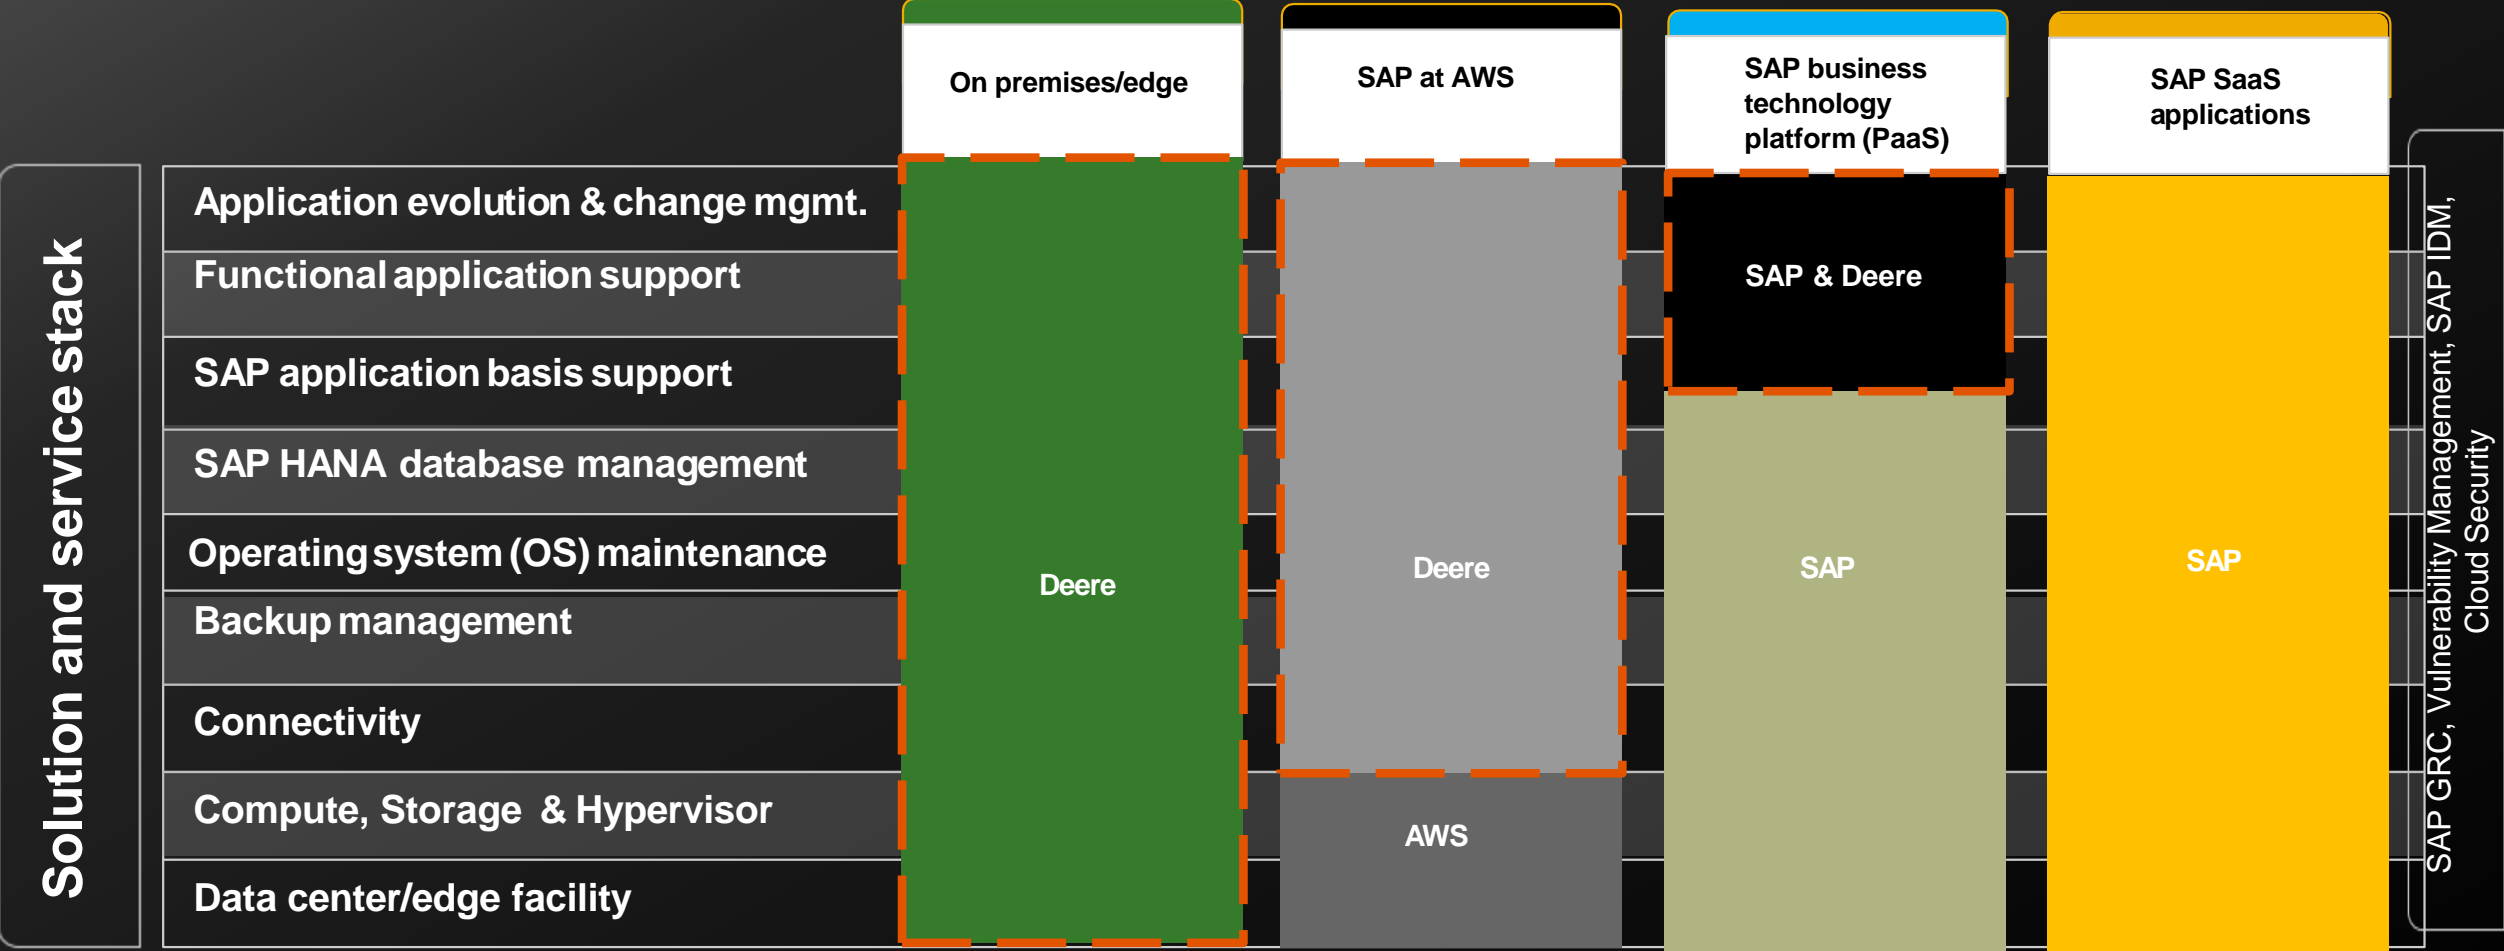 On premises/edge
SAP at AWS
SAP business
technology
platform (PaaS)
SAP SaaS
applications
Solution and service stack
Application evolution & change mgmt.
Functional application support
SAP application basis support
SAP HANA database management
Operating system (OS) maintenance
Backup management
Connectivity
Compute, Storage & Hypervisor
Data center/edge facility
Deere
Deere
AWS
SAP & Deere
SAP
SAP
SAP GRC, Vulnerability Management, SAP IDM,
Cloud Security